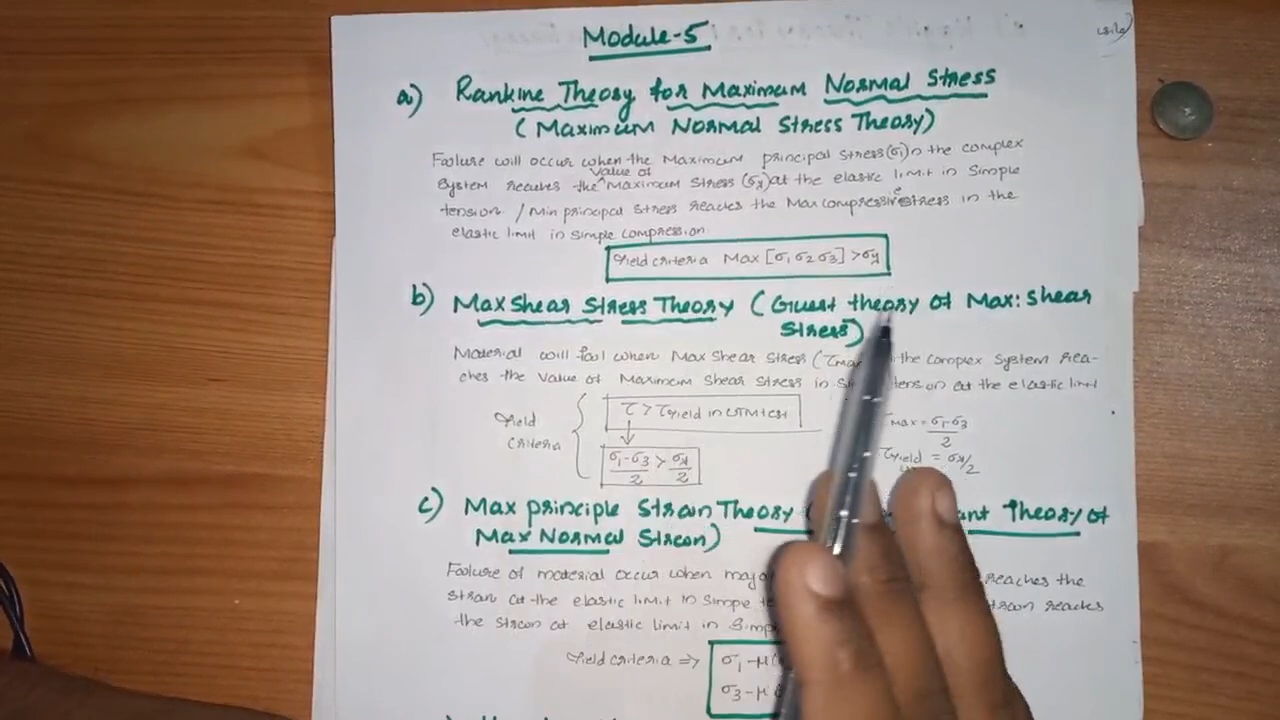 Module-5
a) Rankine Theory for Maximum Normal Stress
(Maximum Normal Stress Theory)
Failure will occur when the Maximum principal stress(σ1)n the complex
value of
System reaches the ^ Maximum stress (σy)at the elastic limit in Simple
tension / Min principal stress reaches the Max compressive stress in the
elastic limit in simple compression
Yield criteria Max [σ1 σ2 σ3] >σy
b) Max Shear Stress Theory (Guest theory of Max: Shear
Stress)
Material will fail when Max Shear Stress (τ the complex System rea-
ches the value of Maximum shear stress in tension at the elastic limit
Yield
criteria
τ > τyield in UTM test
σ1-σ3/2 > σy/2
Max = σ1-σ3/2
τyield = σy/2
c) Max principle Strain Theory Theory of
Max Normal Strain)
Failure of material occur when reaches the
strain at the elastic limit in Simple reaches
the strain at elastic limit in
Yield criteria ⇒
σ1-μ
σ3-μ